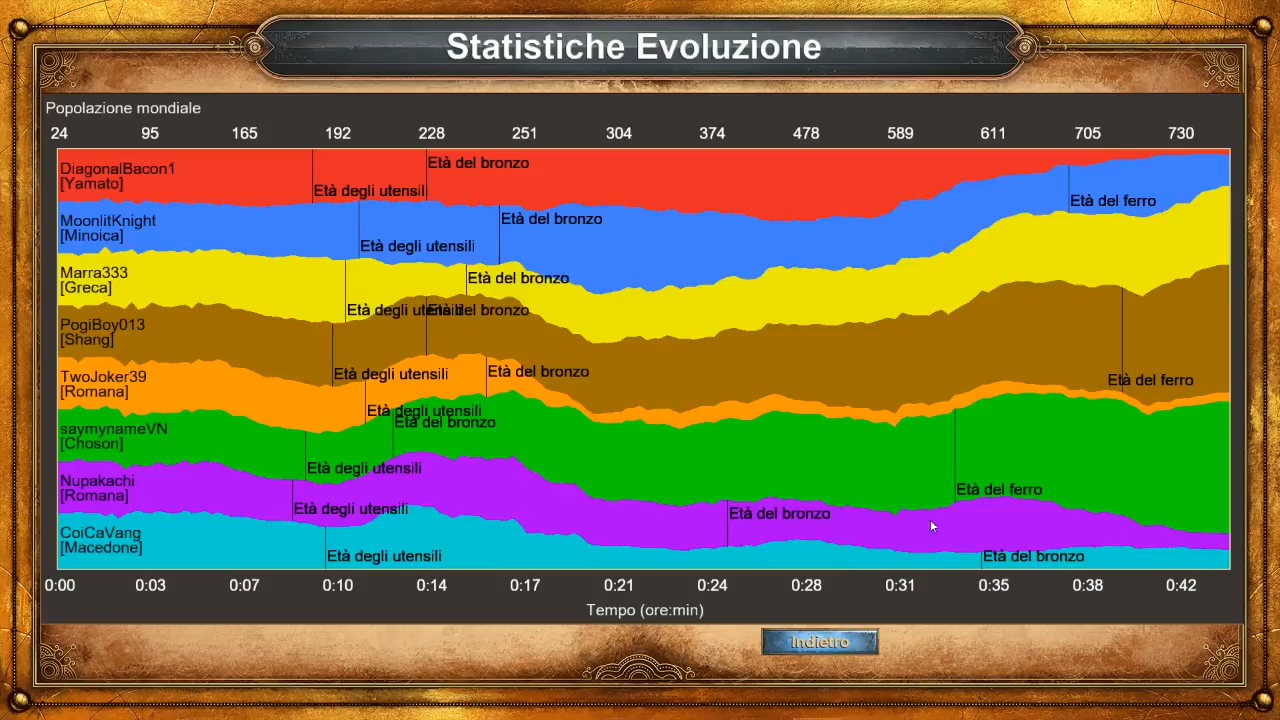 Statistiche Evoluzione
Popolazione mondiale
24 95 165 192 228 251 304 374 478 589 611 705 730
DiagonalBacon1
[Yamato]
Età del bronzo
Età degli utensili
MoonlitKnight
[Minoica]
Età del bronzo
Età del ferro
Età degli utensili
Marra333
[Greca]
Età del bronzo
Età degli utensili
Età del bronzo
PogiBoy013
[Shang]
Età degli utensili
Età del ferro
TwoJoker39
[Romana]
Età del bronzo
Età degli utensili
Età del bronzo
saymynameVN
[Choson]
Età degli utensili
Età del ferro
Nupakachi
[Romana]
Età degli utensili
Età del bronzo
CoiCaVang
[Macedone]
Età degli utensili
Età del bronzo
0:00 0:03 0:07 0:10 0:14 0:17 0:21 0:24 0:28 0:31 0:35 0:38 0:42
Tempo (ore:min)
Indietro